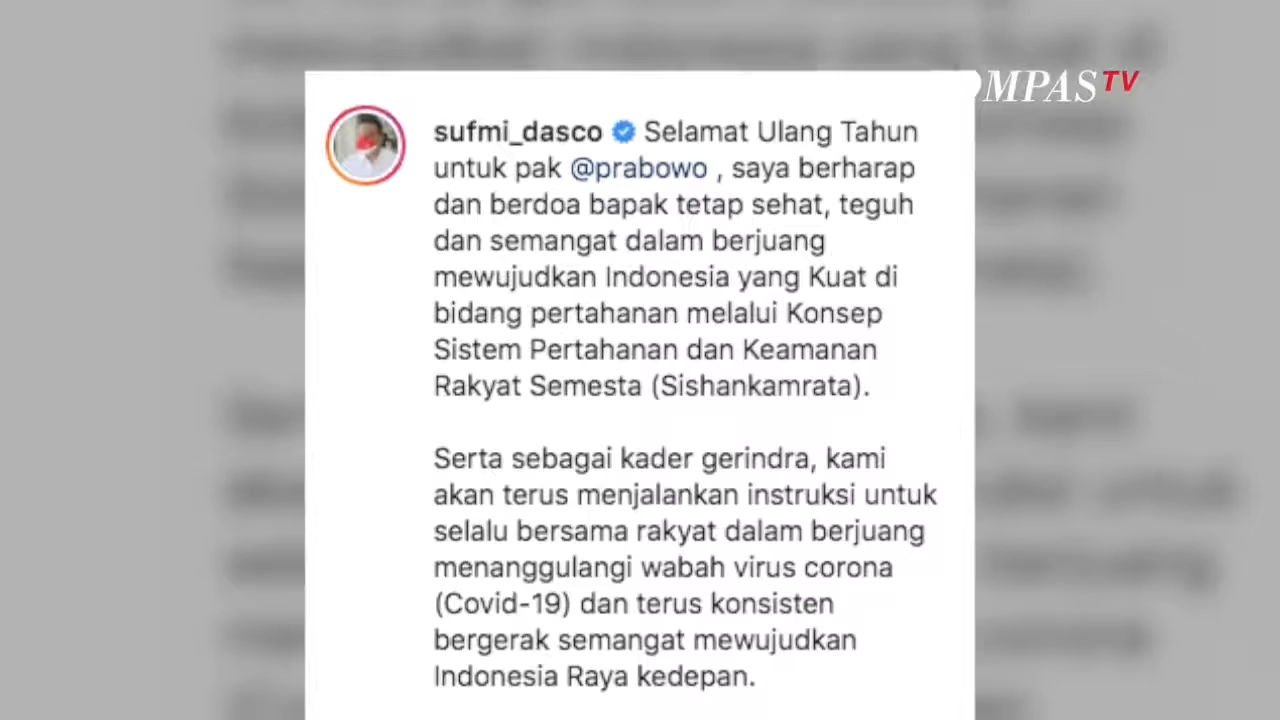 KOMPAS TV
sufmi_dasco Selamat Ulang Tahun
untuk pak @prabowo , saya berharap
dan berdoa bapak tetap sehat, teguh
dan semangat dalam berjuang
mewujudkan Indonesia yang Kuat di
bidang pertahanan melalui Konsep
Sistem Pertahanan dan Keamanan
Rakyat Semesta (Sishankamrata).
Serta sebagai kader gerindra, kami
akan terus menjalankan instruksi untuk
selalu bersama rakyat dalam berjuang
menanggulangi wabah virus corona
(Covid-19) dan terus konsisten
bergerak semangat mewujudkan
Indonesia Raya kedepan.